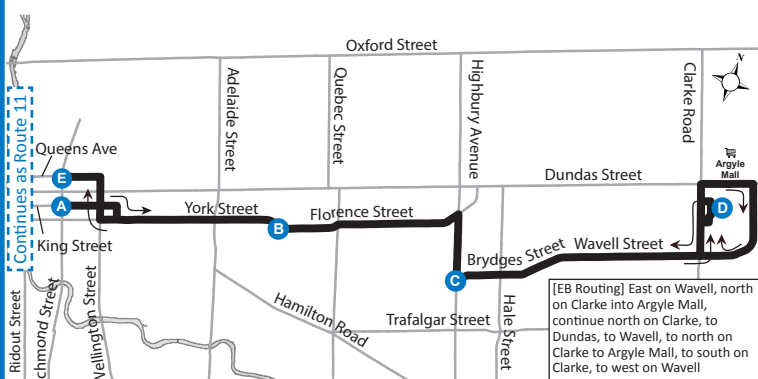 Oxford Street
N
Adelaide Street
Quebec Street
Highbury Avenue
Clarke Road
Continues as Route 11
Argyle
Mall
Queens Ave
E
Dundas Street
A
D
York Street
Florence Street
B
King Street
Brydges Street
Wavell Street
C
Ridout Street
chmond Street
Wellington Street
Hamilton Road
Trafalgar Street
Hale Street
[EB Routing] East on Wavell, north
on Clarke into Argyle Mall,
continue north on Clarke, to
Dundas, to Wavell, to north on
Clarke to Argyle Mall, to south on
Clarke, to west on Wavell